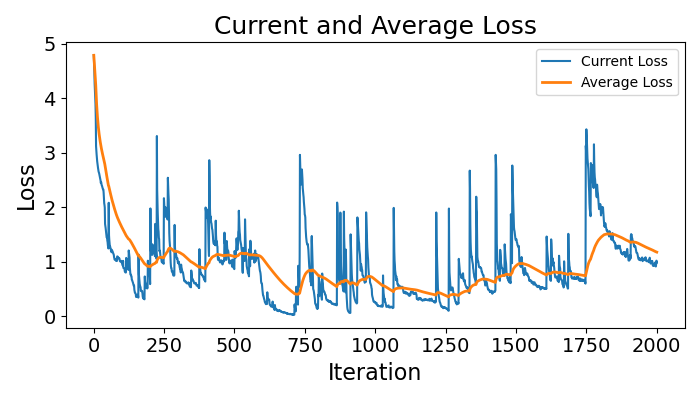 Current and Average Loss
Loss
5
4
3
2
1
0
Current Loss
Average Loss
0 250 500 750 1000 1250 1500 1750 2000
Iteration